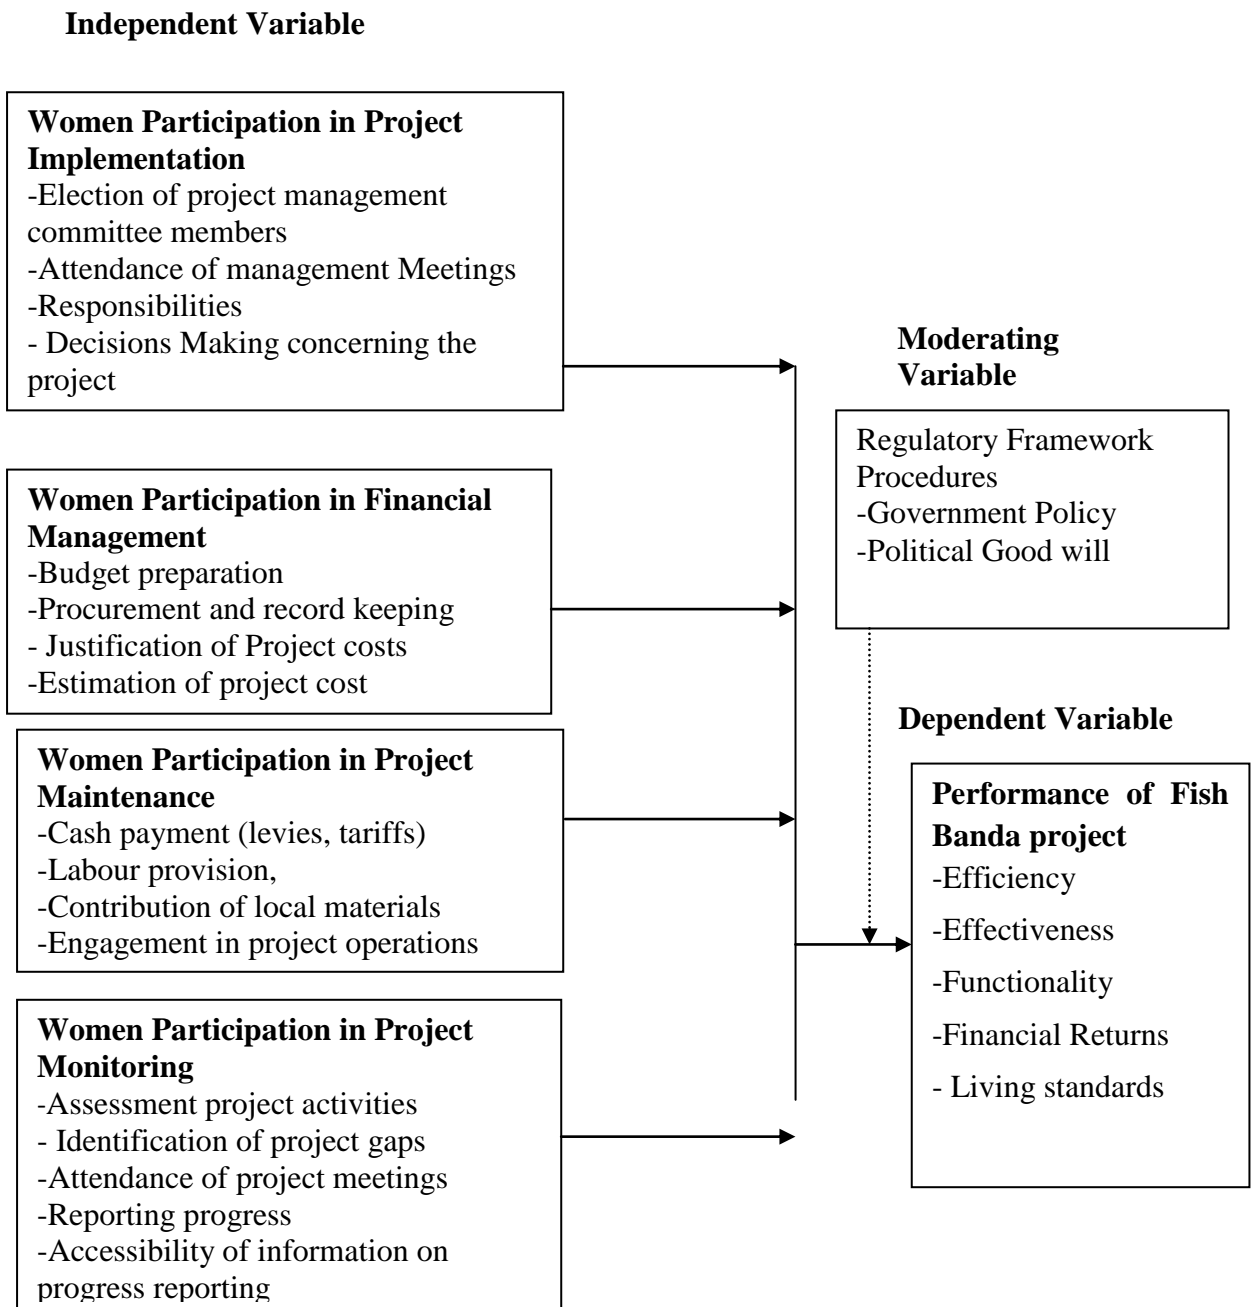 Independent Variable
Women Participation in Project
Implementation
-Election of project management
committee members
-Attendance of management Meetings
-Responsibilities
- Decisions Making concerning the
project
Women Participation in Financial
Management
-Budget preparation
-Procurement and record keeping
- Justification of Project costs
-Estimation of project cost
Women Participation in Project
Maintenance
-Cash payment (levies, tariffs)
-Labour provision,
-Contribution of local materials
-Engagement in project operations
Women Participation in Project
Monitoring
-Assessment project activities
- Identification of project gaps
-Attendance of project meetings
-Reporting progress
-Accessibility of information on
progress reporting
Moderating
Variable
Regulatory Framework
Procedures
-Government Policy
-Political Good will
Dependent Variable
Performance of Fish
Banda project
-Efficiency
-Effectiveness
-Functionality
-Financial Returns
- Living standards